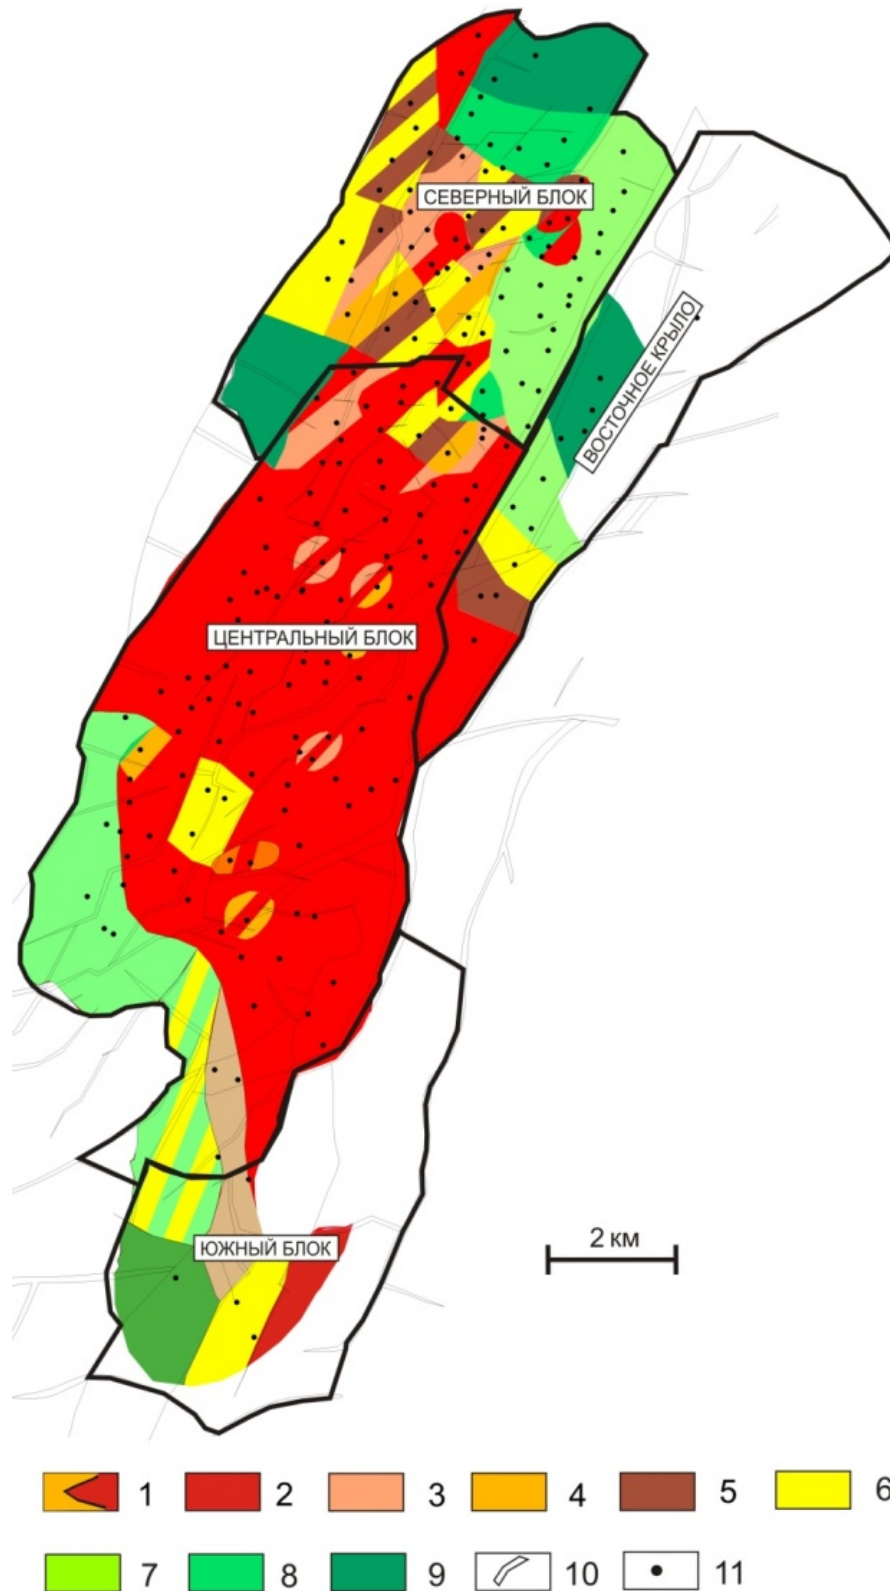 СЕВЕРНЫЙ БЛОК
ВОСТОЧНОЕ КРЫЛО
ЦЕНТРАЛЬНЫЙ БЛОК
ЮЖНЫЙ БЛОК
2 км
1 2 3 4 5 6
7 8 9 10 11